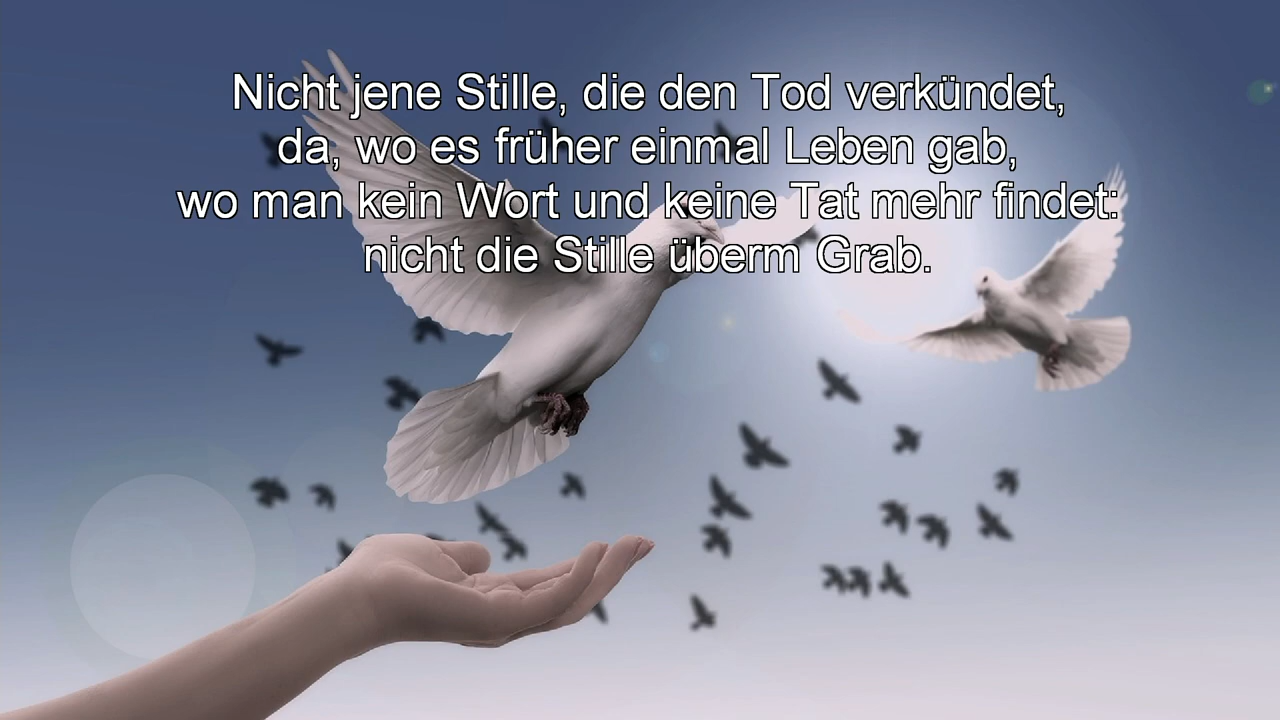 Nicht jene Stille, die den Tod verkündet,
da, wo es früher einmal Leben gab,
wo man kein Wort und keine Tat mehr findet:
nicht die Stille überm Grab.